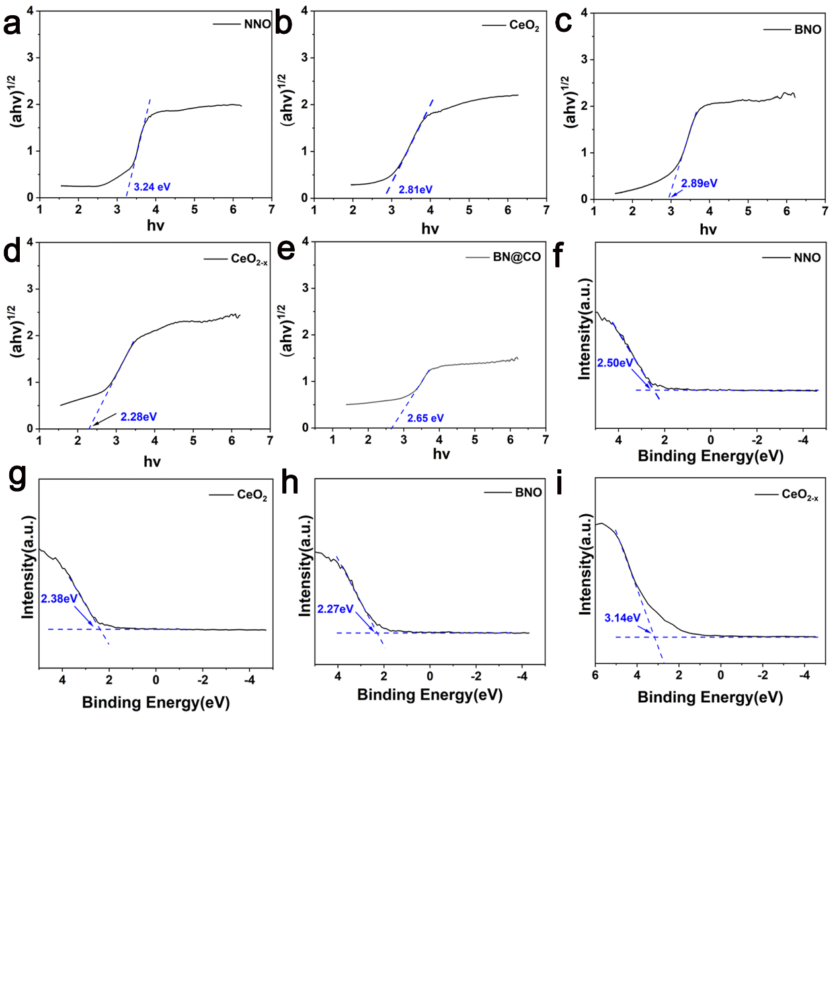 a
NNO
(ahv)1/2
4
3
2
1
0
3.24 eV
1 2 3 4 5 6 7
hv
b
CeO2
(ahv)1/2
4
3
2
1
0
2.81eV
1 2 3 4 5 6 7
hv
c
BNO
(ahv)1/2
4
3
2
1
0
2.89eV
1 2 3 4 5 6 7
hv
d
CeO2-x
(ahv)1/2
4
3
2
1
0
2.28eV
1 2 3 4 5 6 7
hv
e
BN@CO
(ahv)1/2
4
3
2
1
0
2.65 eV
1 2 3 4 5 6 7
hv
f
NNO
Intensity(a.u.)
2.50eV
4 2 0 -2 -4
Binding Energy(eV)
g
CeO2
Intensity(a.u.)
2.38eV
4 2 0 -2 -4
Binding Energy(eV)
h
BNO
Intensity(a.u.)
2.27eV
4 2 0 -2 -4
Binding Energy(eV)
i
CeO2-x
Intensity(a.u.)
3.14eV
6 4 2 0 -2 -4
Binding Energy(eV)